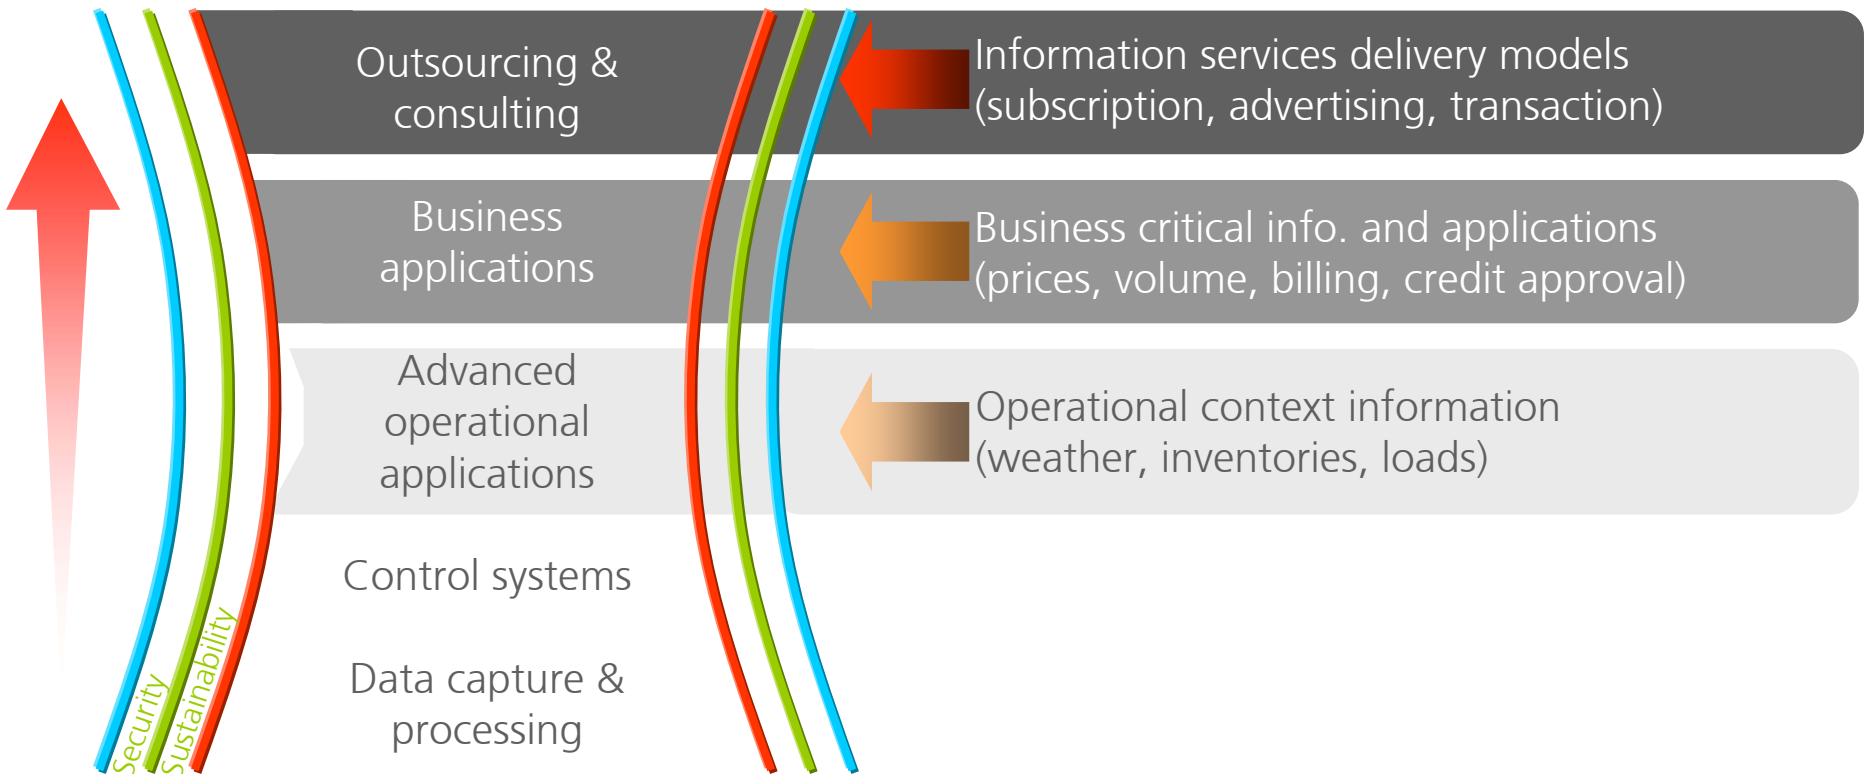 Outsourcing &
consulting
Information services delivery models
(subscription, advertising, transaction)
Business
applications
Business critical info. and applications
(prices, volume, billing, credit approval)
Advanced
operational
applications
Operational context information
(weather, inventories, loads)
Control systems
Data capture &
processing
Security
Sustainability